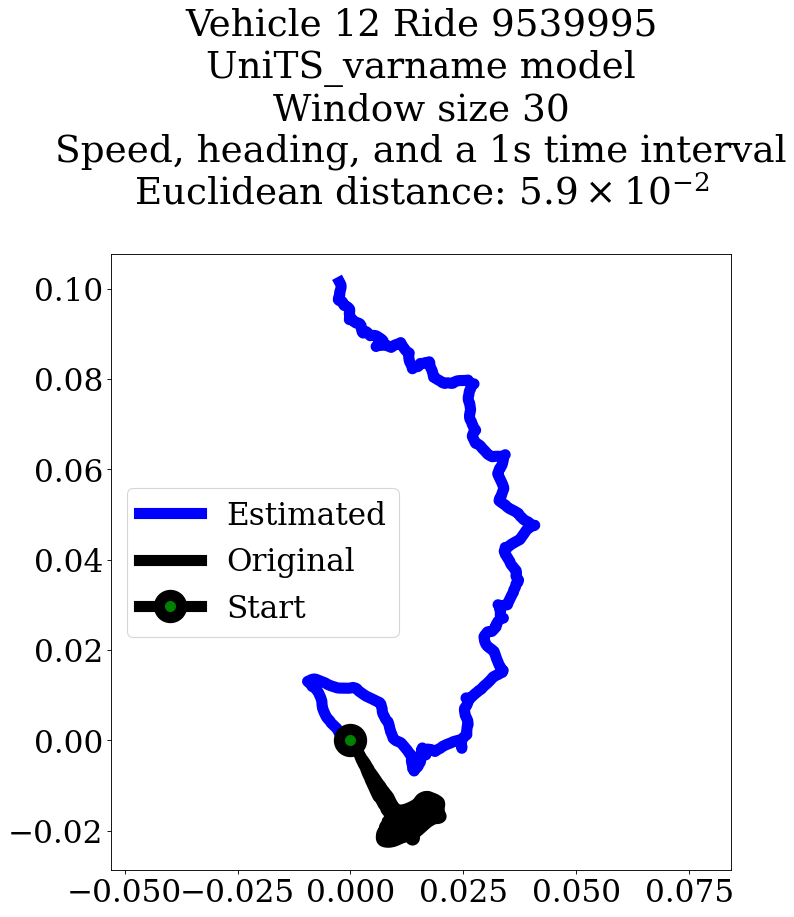 Vehicle 12 Ride 9539995
UniTS_varname model
Window size 30
Speed, heading, and a 1s time interval
Euclidean distance: 5.9 × 10⁻²
0.10
0.08
0.06
0.04
0.02
0.00
−0.02
Estimated
Original
Start
−0.050 −0.025 0.000 0.025 0.050 0.075